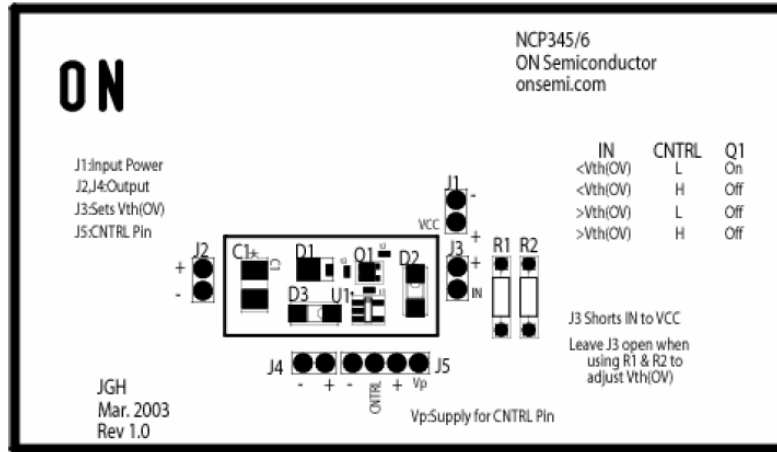 NCP345/6
ON Semiconductor
onsemi.com
ON
J1:Input Power
J2,J4:Output
J3:Sets Vth(OV)
J5:CNTRL Pin
IN CNTRL Q1
<Vth(OV) L On
<Vth(OV) H Off
>Vth(OV) L Off
>Vth(OV) H Off
J1 -
VCC +
J2 C1 D1 Q1 D2 J3 R1 R2
+ C1 +
- D3 U1 IN
J3 Shorts IN to VCC
Leave J3 open when
using R1 & R2 to
adjust Vth(OV)
J4 J5
- + - CNTRL + Vp
Vp:Supply for CNTRL Pin
JGH
Mar. 2003
Rev 1.0